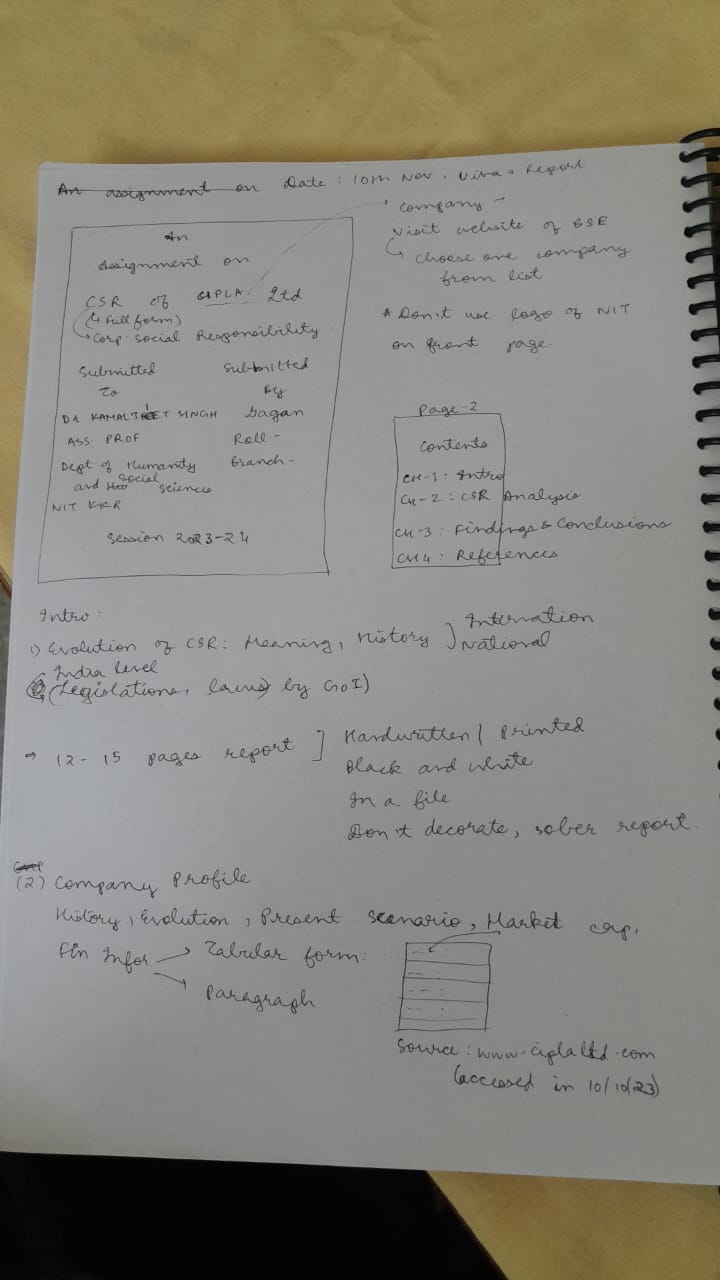 An assignment on Date : 10th Nov, Viva → Report
An
Assignment on
CSR of CIPLA Ltd
(↳ Full form)
↳ Corp. Social Responsibility
Submitted Submitted
To By
DR KAMALJEET SINGH Gagan
ASS. PROF Roll -
Dept of Humanity Branch -
and Social Sciences
NIT KKR
Session 2023-24
→ Company →
Visit website of BSE
↳ choose one company
from list
* Don't use logo of NIT
on front page.
Page-2
Contents
CH-1 : Intro
CH-2 : CSR Analysis
CH-3 : Findings & Conclusions
CH4 : References
Intro :
1) Evolution of CSR : Meaning, History ] Internation
National
India level
(Legislations, laws) by GoI)
→ 12-15 pages report ] Handwritten / Printed
Black and white
In a file
Don't decorate, sober report.
(2) Company Profile
History, Evolution, Present scenario, Market cap.
Fin Infor → Tabular form :
→ Paragraph
Source : www.ciplaltd.com
(accessed in 10/10/23)